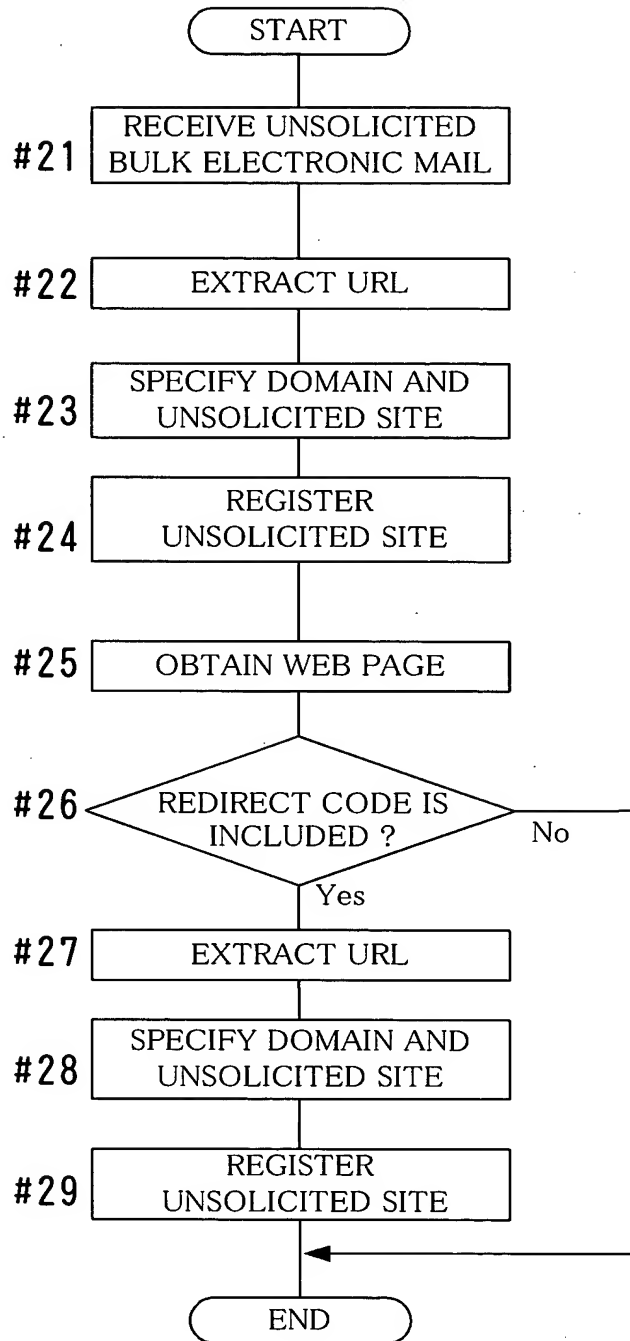 START
#21
RECEIVE UNSOLICITED
BULK ELECTRONIC MAIL
#22
EXTRACT URL
#23
SPECIFY DOMAIN AND
UNSOLICITED SITE
#24
REGISTER
UNSOLICITED SITE
#25
OBTAIN WEB PAGE
#26
REDIRECT CODE IS
INCLUDED ?
No
Yes
#27
EXTRACT URL
#28
SPECIFY DOMAIN AND
UNSOLICITED SITE
#29
REGISTER
UNSOLICITED SITE
END